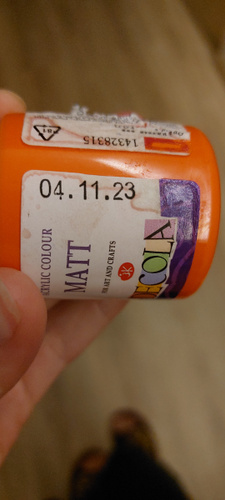 04.11.23
14328315
ACRYLIC COLOUR
MATT
FOR ART AND CRAFTS
DECOLA